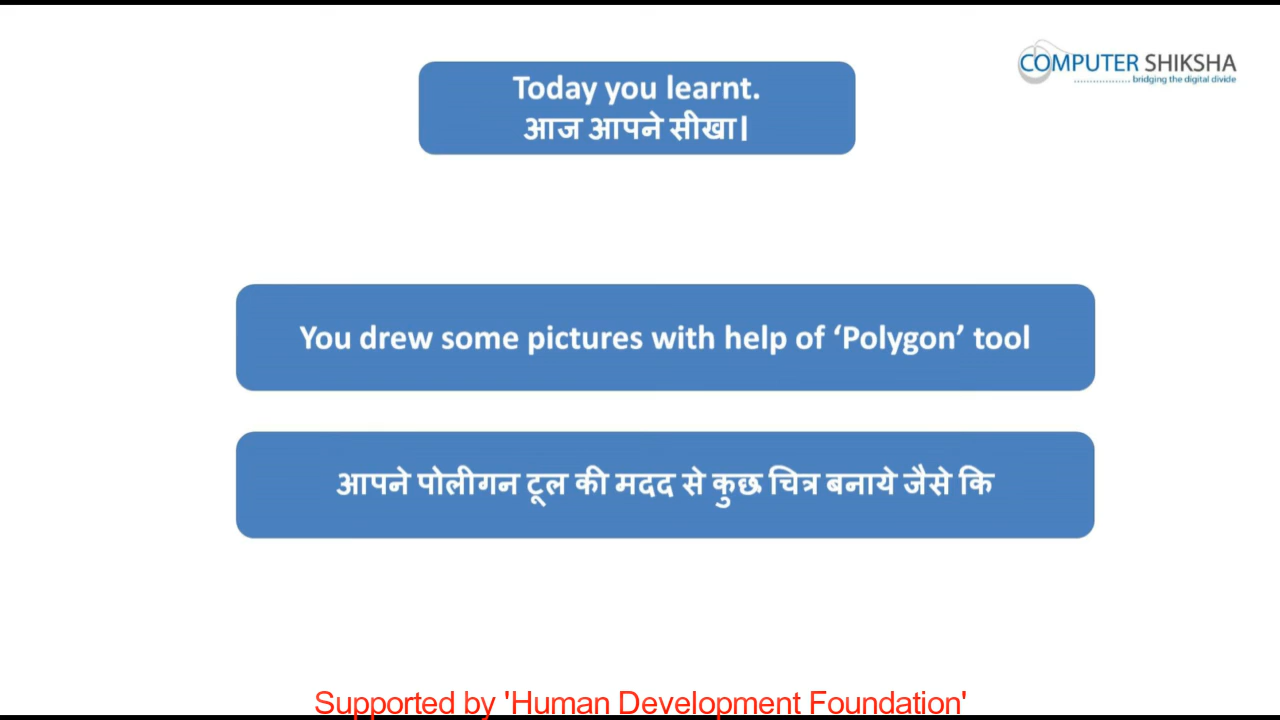 COMPUTER SHIKSHA
bridging the digital divide
Today you learnt.
आज आपने सीखा।
You drew some pictures with help of ‘Polygon’ tool
आपने पोलीगन टूल की मदद से कुछ चित्र बनाये जैसे कि
Supported by 'Human Development Foundation'